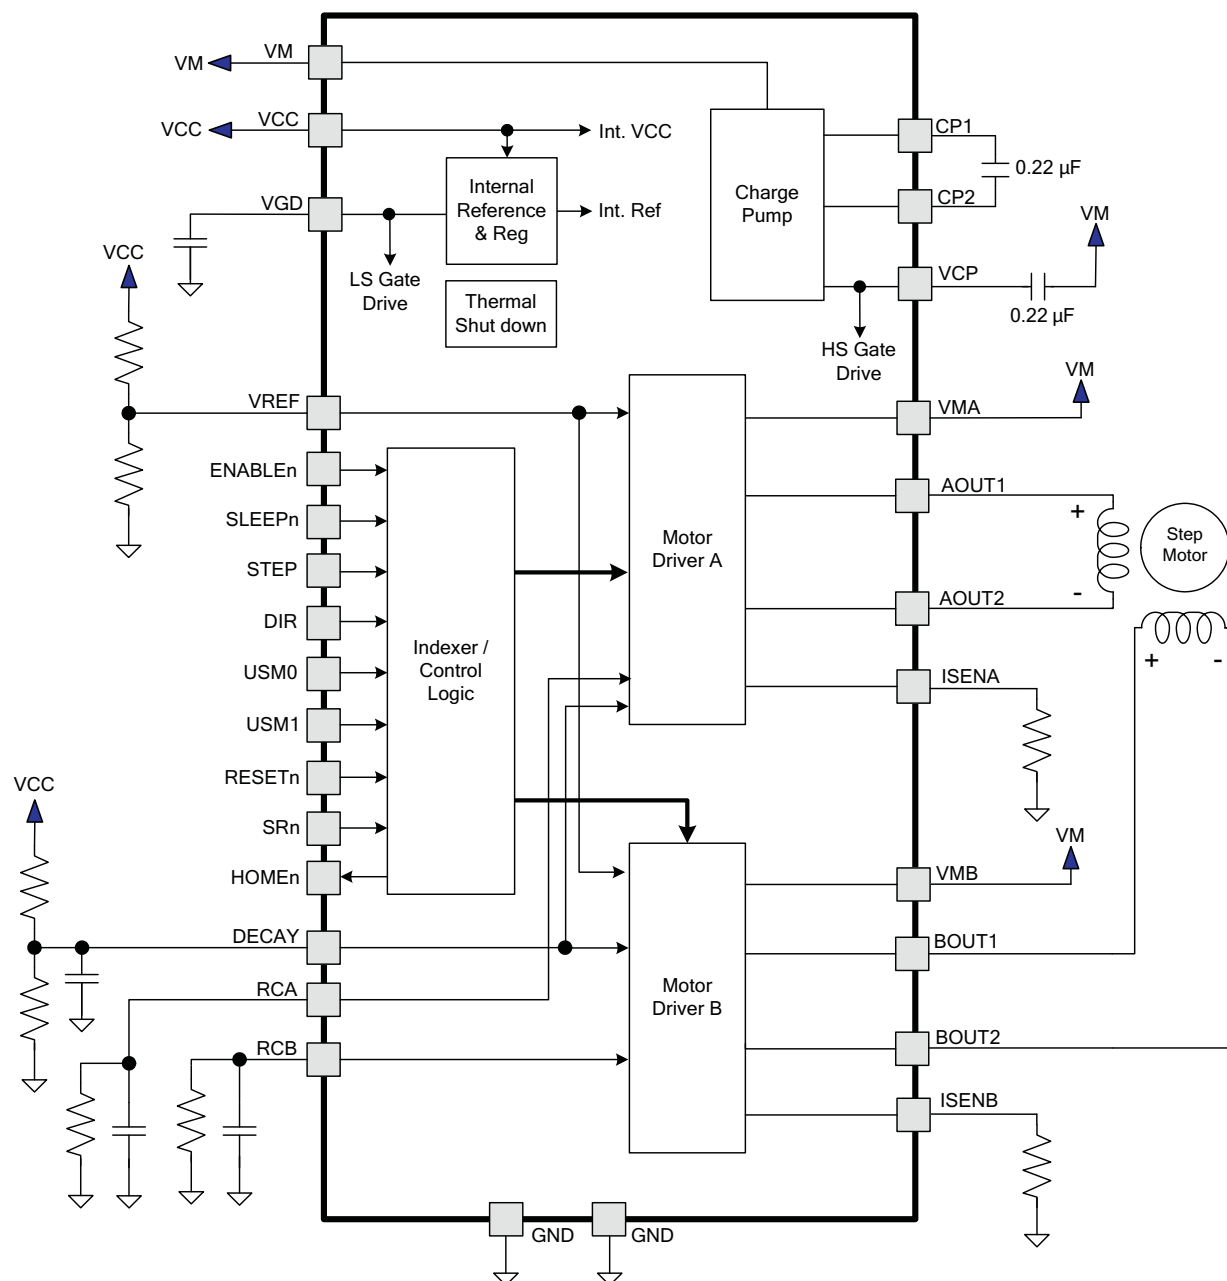 VM
VM
VCC
VCC
Int. VCC
CP1
0.22 µF
CP2
Charge
Pump
Internal
Reference
& Reg
VGD
Int. Ref
VM
VCC
LS Gate
Drive
VCP
0.22 µF
Thermal
Shut down
HS Gate
Drive
VM
VREF
VMA
ENABLEn
AOUT1
SLEEPn
+
Step
Motor
STEP
Motor
Driver A
-
AOUT2
DIR
Indexer /
Control
Logic
USM0
+
-
ISENA
USM1
RESETn
VCC
SRn
VM
HOMEn
VMB
DECAY
BOUT1
RCA
Motor
Driver B
RCB
BOUT2
ISENB
GND
GND